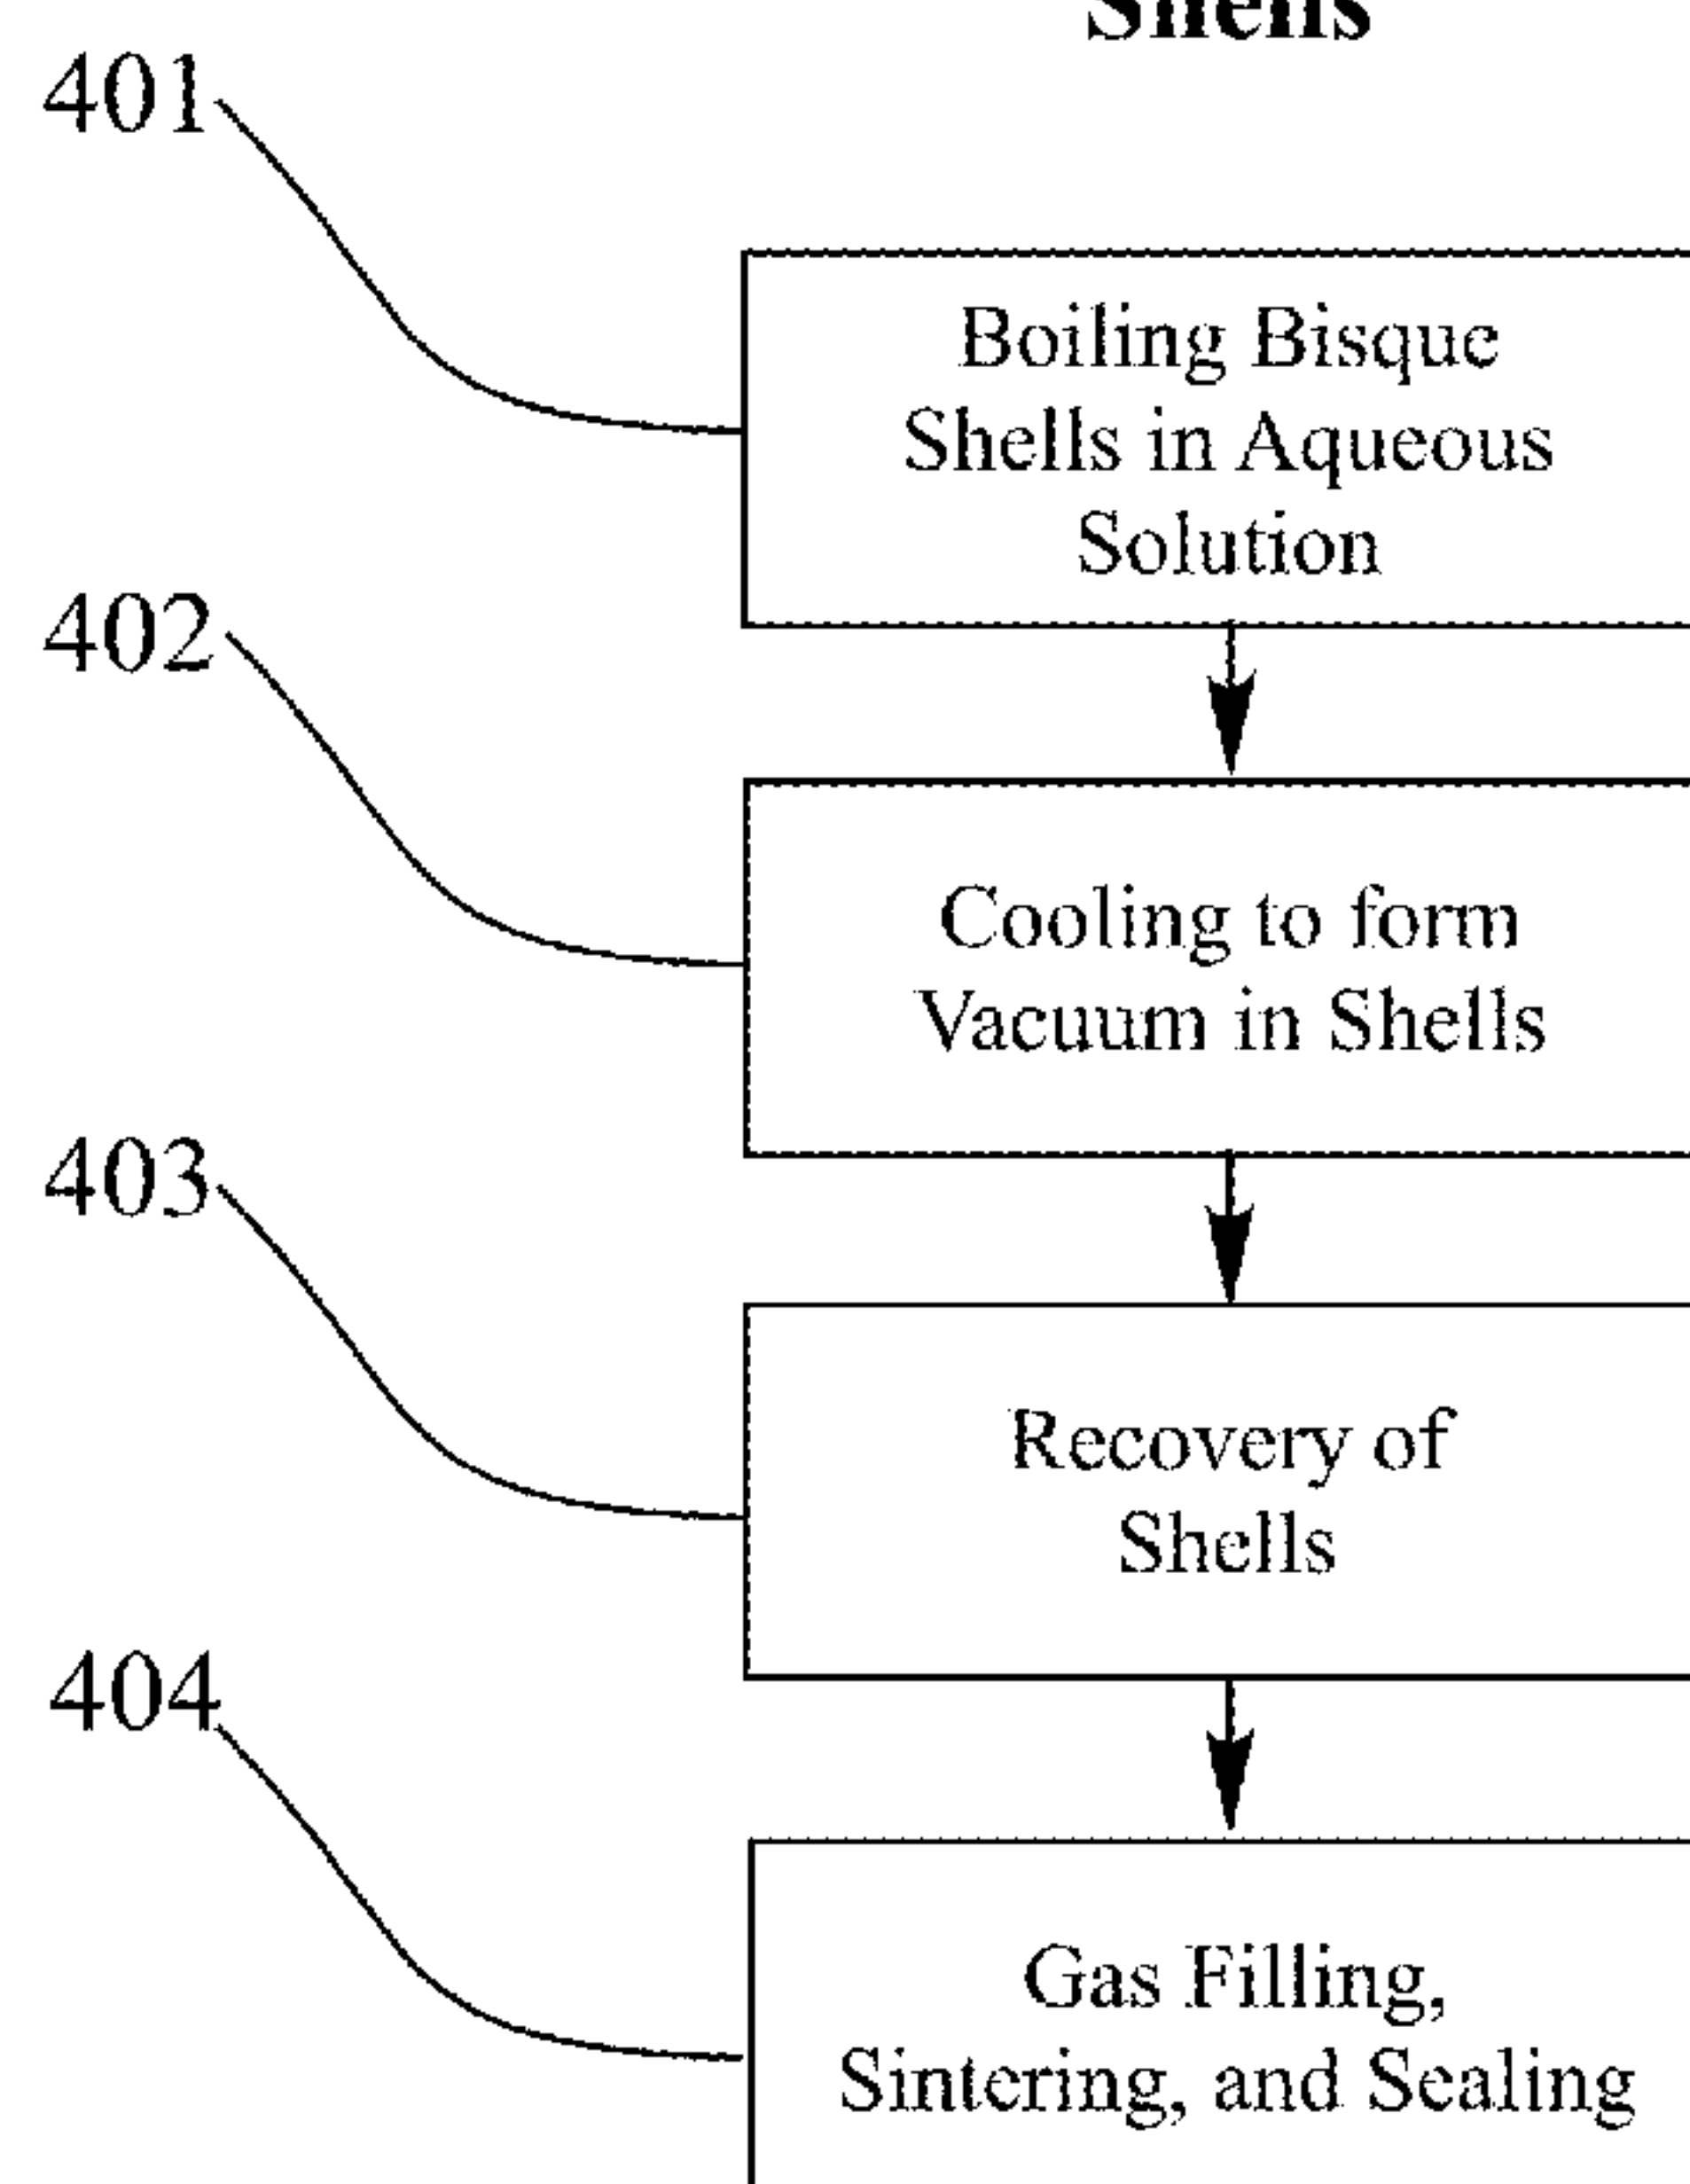 Shells
401
Boiling Bisque
Shells in Aqueous
Solution
402
Cooling to form
Vacuum in Shells
403
Recovery of
Shells
404
Gas Filling,
Sintering, and Sealing